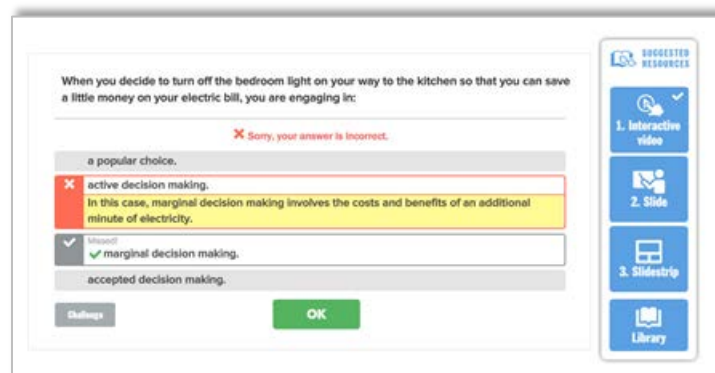 When you decide to turn off the bedroom light on your way to the kitchen so that you can save
a little money on your electric bill, you are engaging in:
Sorry, your answer is incorrect.
a popular choice.
active decision making.
In this case, marginal decision making involves the costs and benefits of an additional
minute of electricity.
Missed!
marginal decision making.
accepted decision making.
Challenge
OK
SUGGESTED
RESOURCES
1. Interactive
video
2. Slide
3. Slidestrip
Library